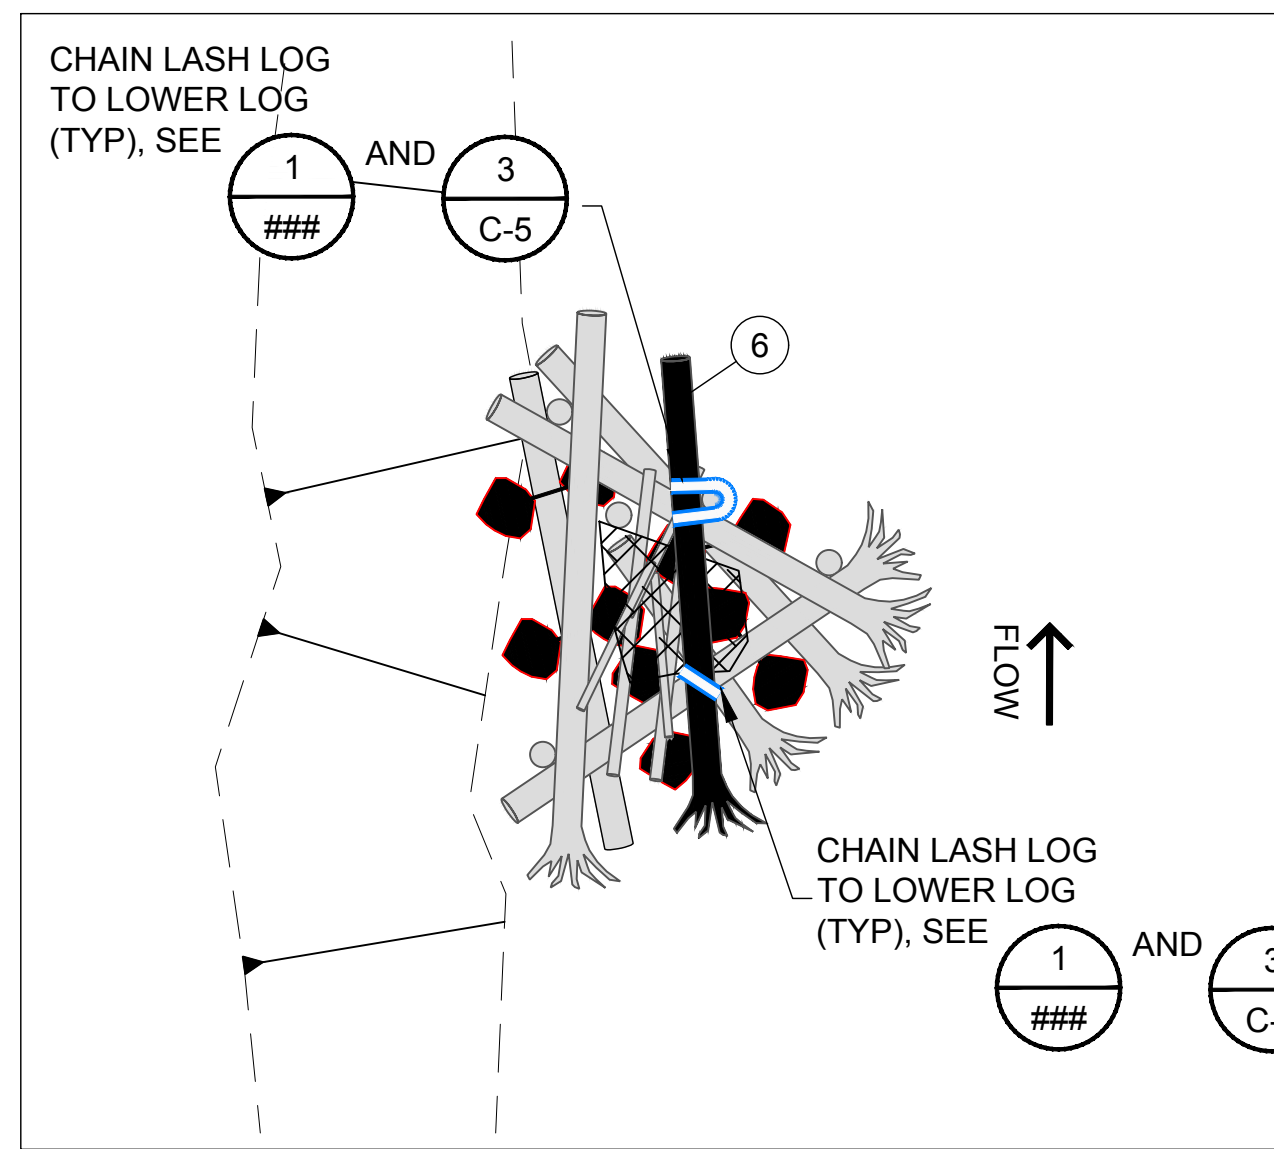 CHAIN LASH LOG
TO LOWER LOG
(TYP), SEE
1
###
AND
3
C-5
6
FLOW
CHAIN LASH LOG
TO LOWER LOG
(TYP), SEE
1
###
AND
3
C-